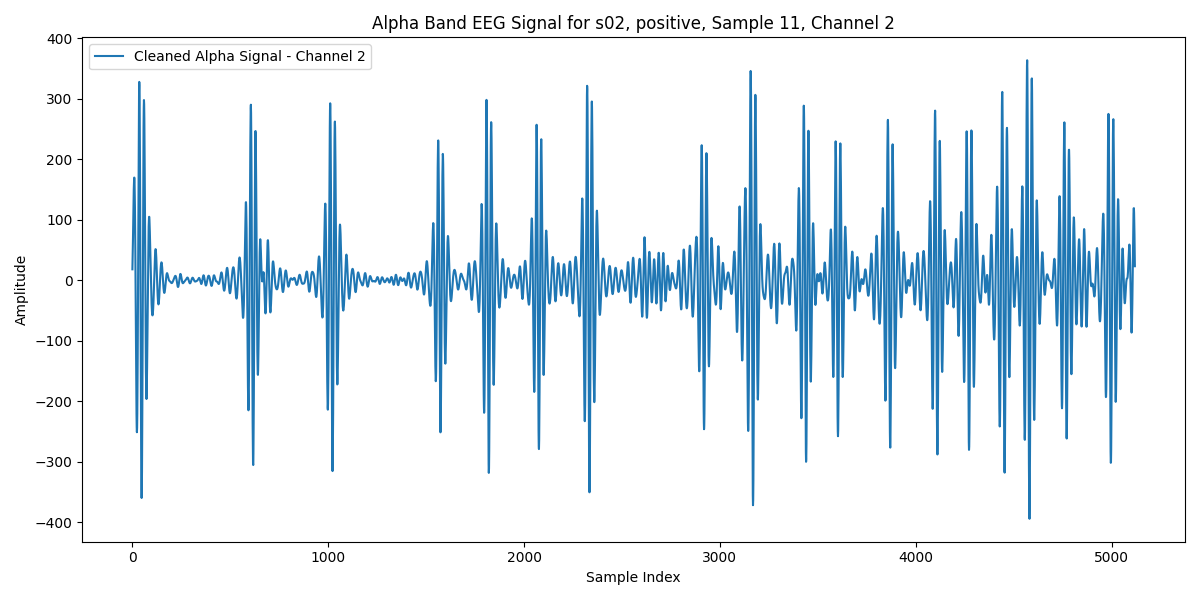 Alpha Band EEG Signal for s02, positive, Sample 11, Channel 2
Cleaned Alpha Signal - Channel 2
Amplitude
400
300
200
100
0
−100
−200
−300
−400
0 1000 2000 3000 4000 5000
Sample Index